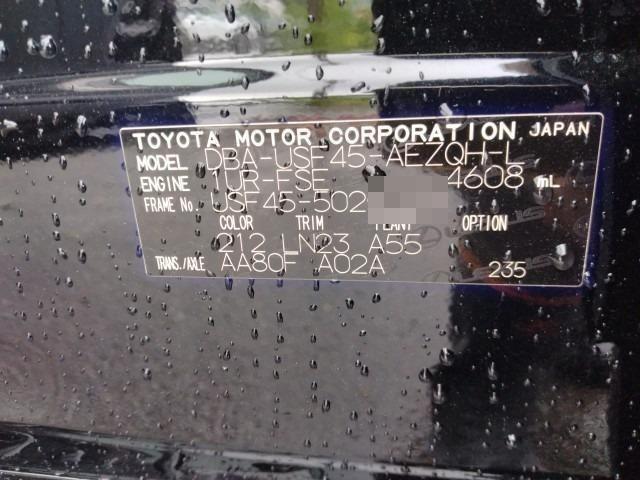 TOYOTA MOTOR CORPORATION JAPAN
MODEL DBA-USF45-AEZQH-L
ENGINE 1UR-FSE 4608 mL
FRAME No. USF45-502
COLOR TRIM PLANT OPTION
212 LN23 A55
TRANS./AXLE AA80F A02A 235